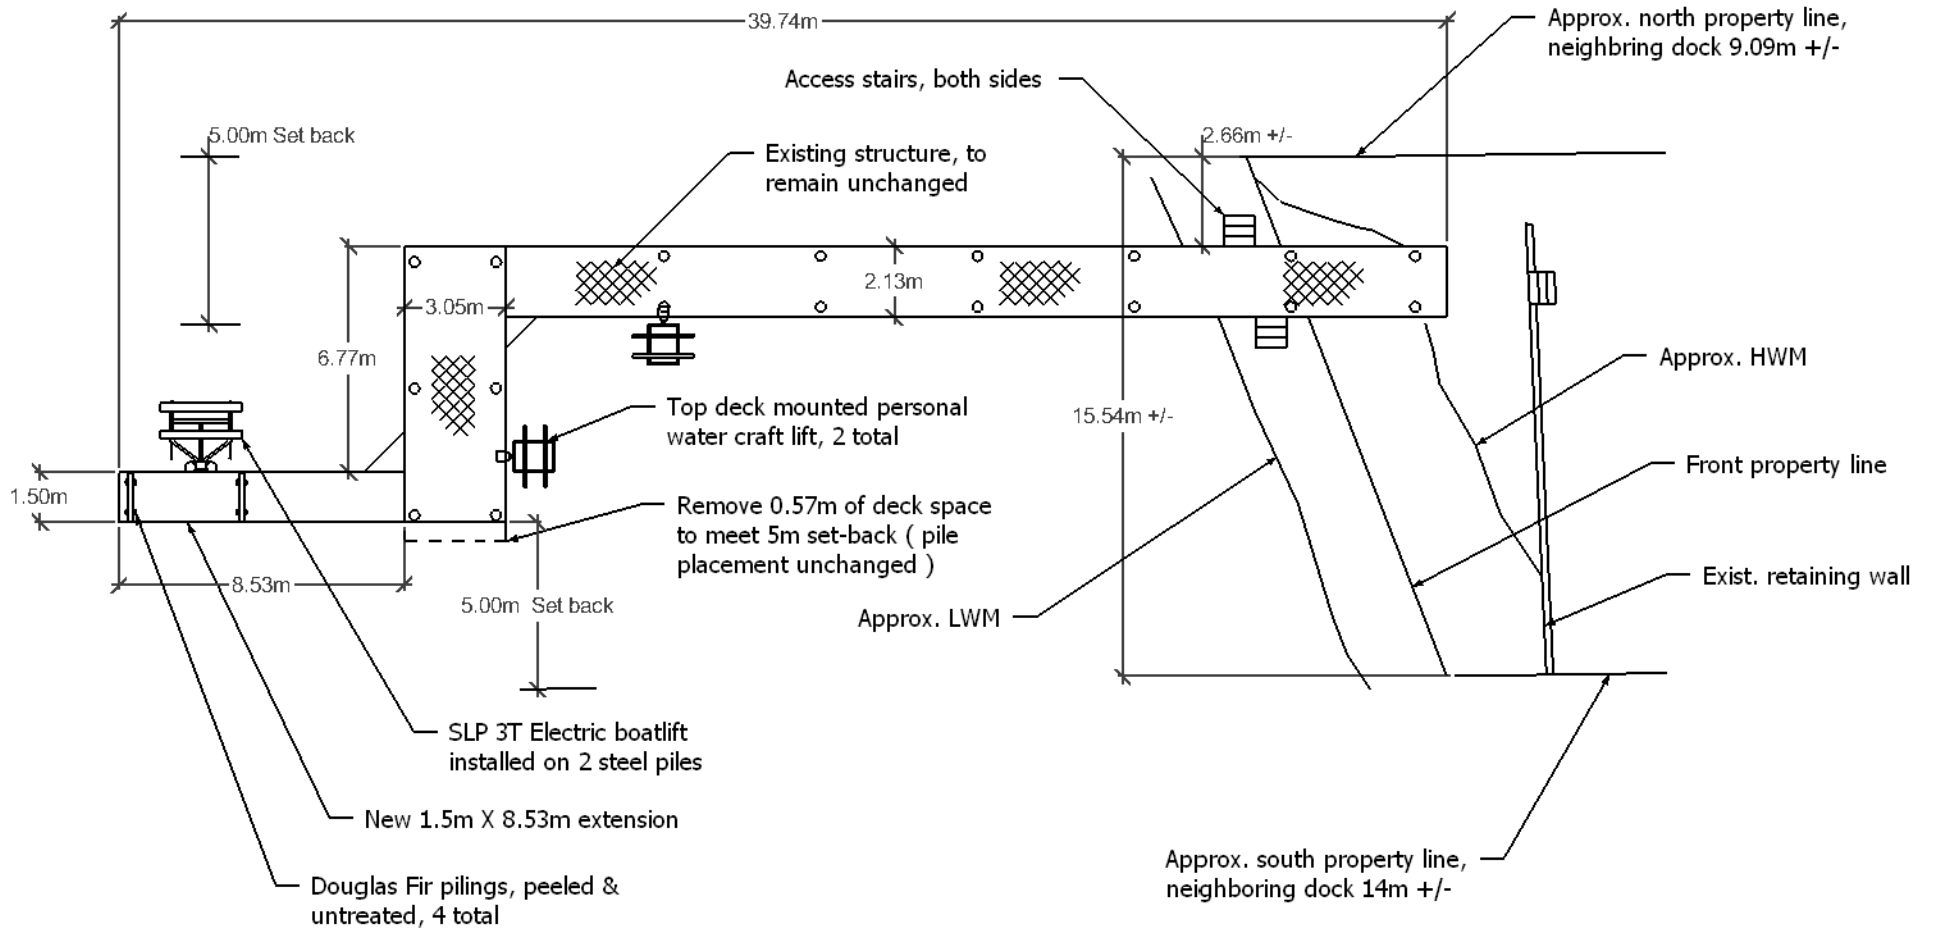 39.74m
Approx. north property line,
neighbring dock 9.09m +/-
Access stairs, both sides
5.00m Set back
2.66m +/-
Existing structure, to
remain unchanged
2.13m
3.05m
6.77m
Approx. HWM
Top deck mounted personal
water craft lift, 2 total
15.54m +/-
Front property line
1.50m
Remove 0.57m of deck space
to meet 5m set-back ( pile
placement unchanged )
8.53m
5.00m Set back
Exist. retaining wall
Approx. LWM
SLP 3T Electric boatlift
installed on 2 steel piles
New 1.5m X 8.53m extension
Approx. south property line,
neighboring dock 14m +/-
Douglas Fir pilings, peeled &
untreated, 4 total